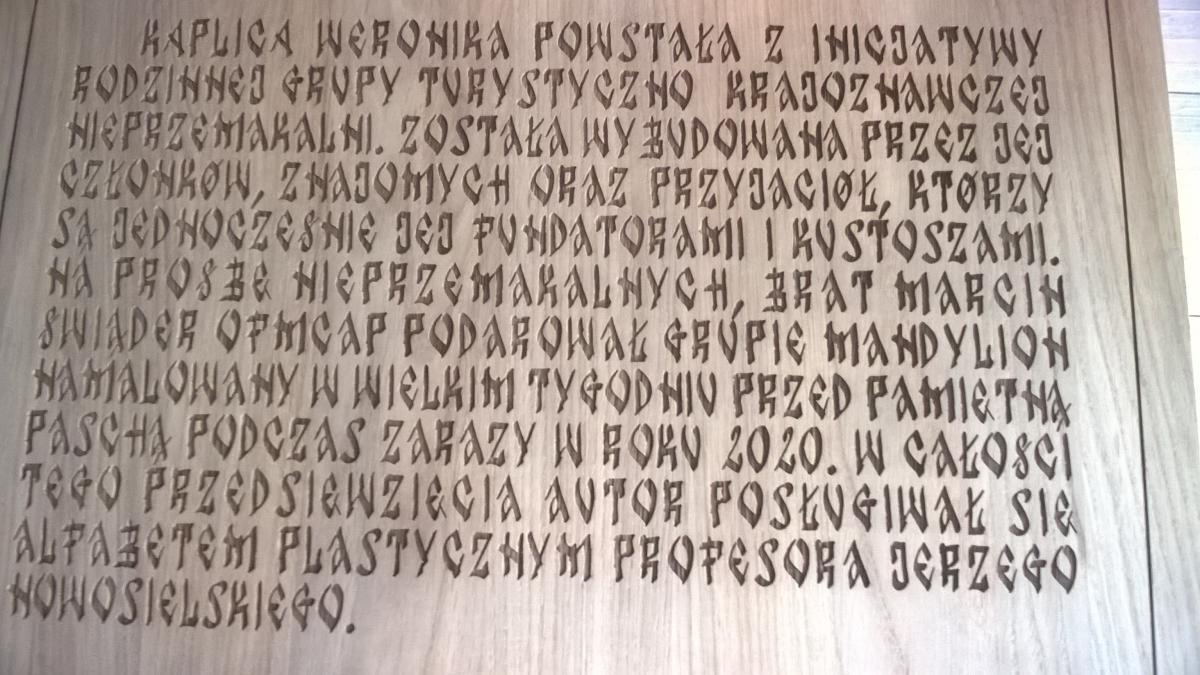 KAPLICA WERONIKA POWSTAŁA Z INICJATYWY
RODZINNEJ GRUPY TURYSTYCZNO KRAJOZNAWCZEJ
NIEPRZEMAKALNI. ZOSTAŁA WYBUDOWANA PRZEZ JEJ
CZŁONKÓW, ZNAJOMYCH ORAZ PRZYJACIÓŁ, KTÓRZY
SĄ JEDNOCZEŚNIE JEJ FUNDATORAMI I KUSTOSZAMI.
NA PROŚBĘ NIEPRZEMAKALNYCH, BRAT MARCIN
ŚWIĄDER OFMCAP PODAROWAŁ GRUPIE MANDYLION
NAMALOWANY W WIELKIM TYGODNIU PRZED PAMIĘTNĄ
PASCHĄ PODCZAS ZARAZY W ROKU 2020. W CAŁOŚCI
TEGO PRZEDSIĘWZIĘCIA AUTOR POSŁUGIWAŁ SIĘ
ALFABETEM PLASTYCZNYM PROFESORA JERZEGO
NOWOSIELSKIEGO.